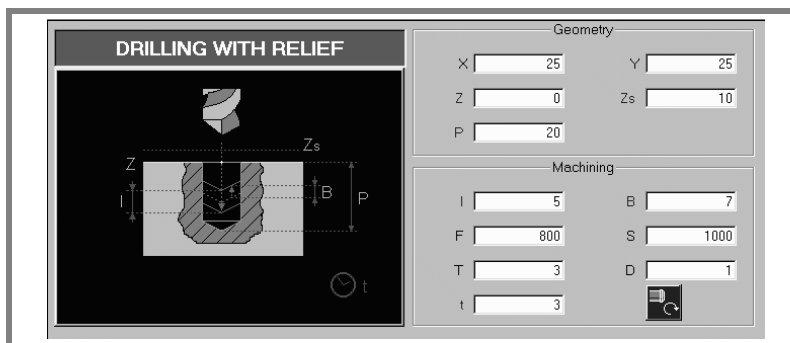 DRILLING WITH RELIEF
Zs
Z
I
B
P
t
Geometry
X 25 Y 25
Z 0 Zs 10
P 20
Machining
I 5 B 7
F 800 S 1000
T 3 D 1
t 3